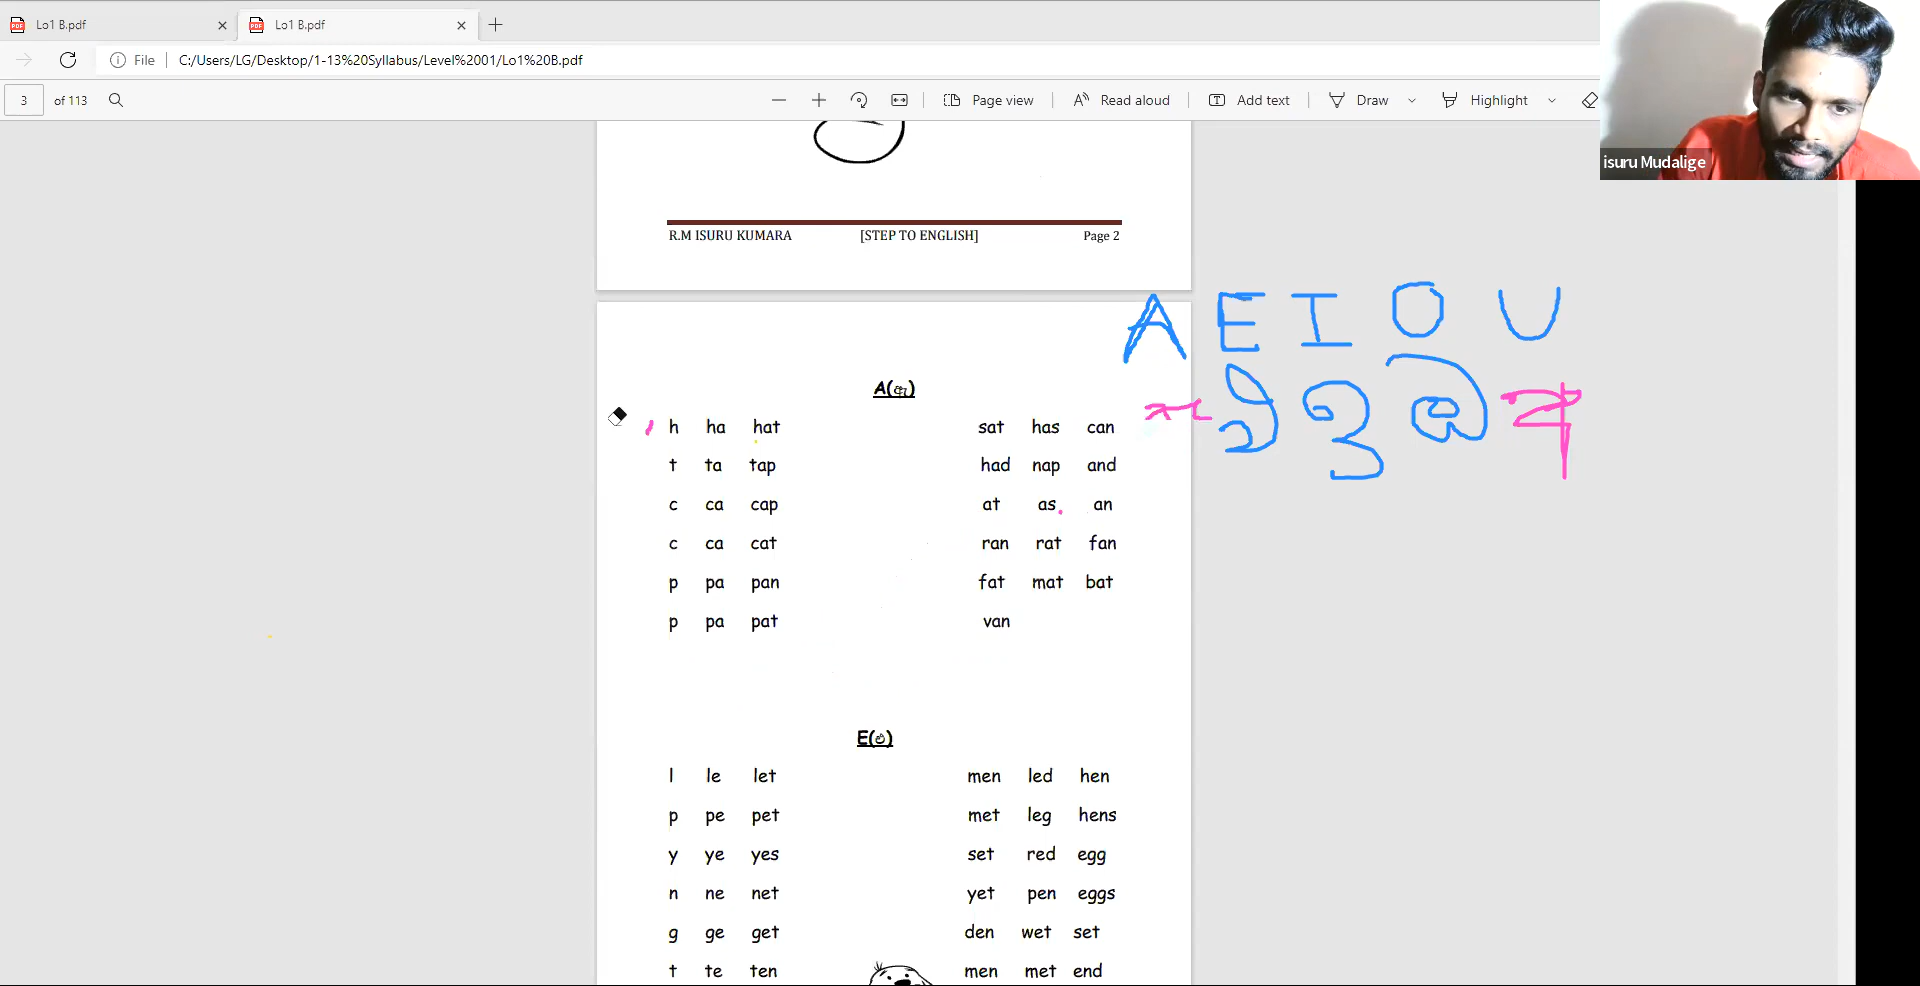 Lo1 B.pdf Lo1 B.pdf
File C:/Users/LG/Desktop/1-13%20Syllabus/Level%2001/Lo1%20B.pdf
3 of 113 Page view Read aloud Add text Draw Highlight
isuru Mudalige
R.M ISURU KUMARA [STEP TO ENGLISH] Page 2
A E I O U
එ ඉ ඔ
A(ඇ)
h ha hat sat has can
t ta tap had nap and
c ca cap at as an
c ca cat ran rat fan
p pa pan fat mat bat
p pa pat van
E(එ)
l le let men led hen
p pe pet met leg hens
y ye yes set red egg
n ne net yet pen eggs
g ge get den wet set
t te ten men met end